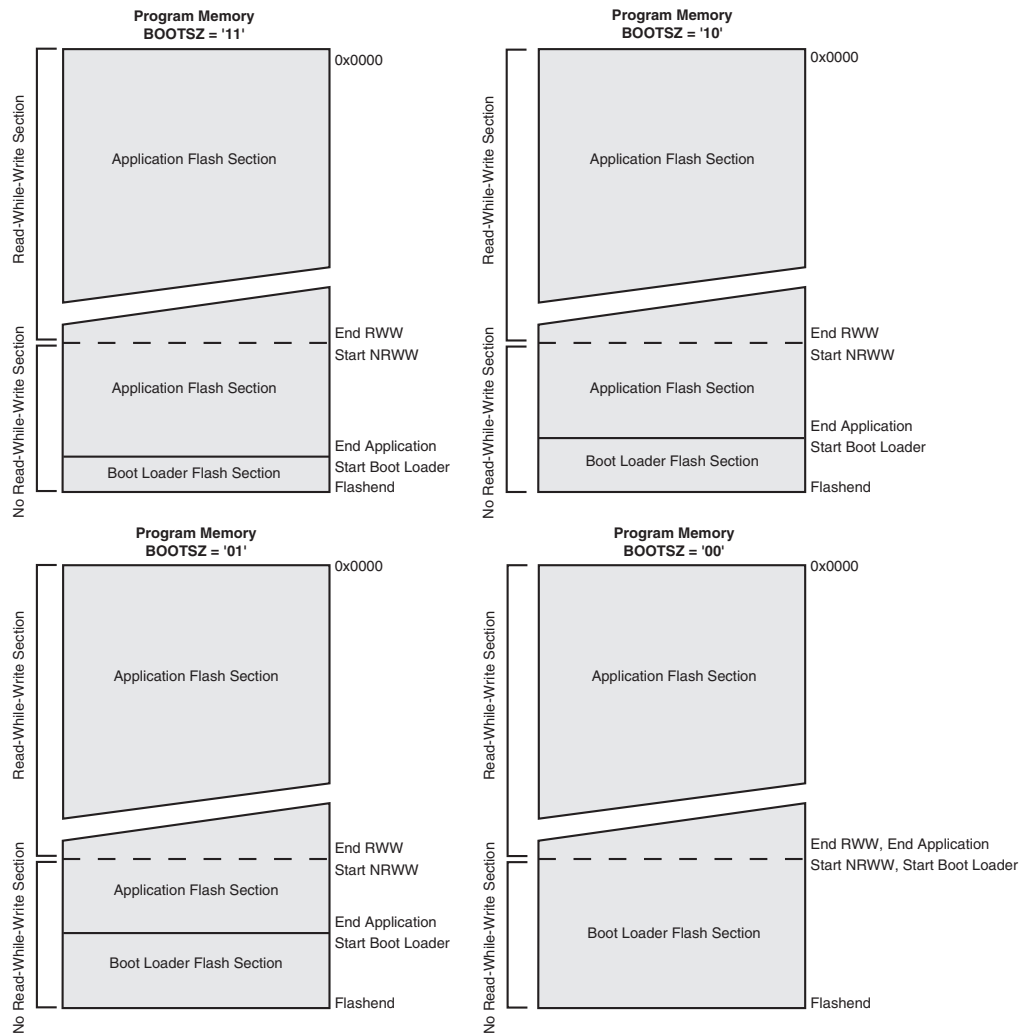 Program Memory
BOOTSZ = '11'
0x0000
Read-While-Write Section
Application Flash Section
End RWW
Start NRWW
No Read-While-Write Section
Application Flash Section
End Application
Start Boot Loader
Boot Loader Flash Section
Flashend
Program Memory
BOOTSZ = '10'
0x0000
Read-While-Write Section
Application Flash Section
End RWW
Start NRWW
No Read-While-Write Section
Application Flash Section
End Application
Start Boot Loader
Boot Loader Flash Section
Flashend
Program Memory
BOOTSZ = '01'
0x0000
Read-While-Write Section
Application Flash Section
End RWW
Start NRWW
No Read-While-Write Section
Application Flash Section
End Application
Start Boot Loader
Boot Loader Flash Section
Flashend
Program Memory
BOOTSZ = '00'
0x0000
Read-While-Write Section
Application Flash Section
End RWW, End Application
Start NRWW, Start Boot Loader
No Read-While-Write Section
Boot Loader Flash Section
Flashend